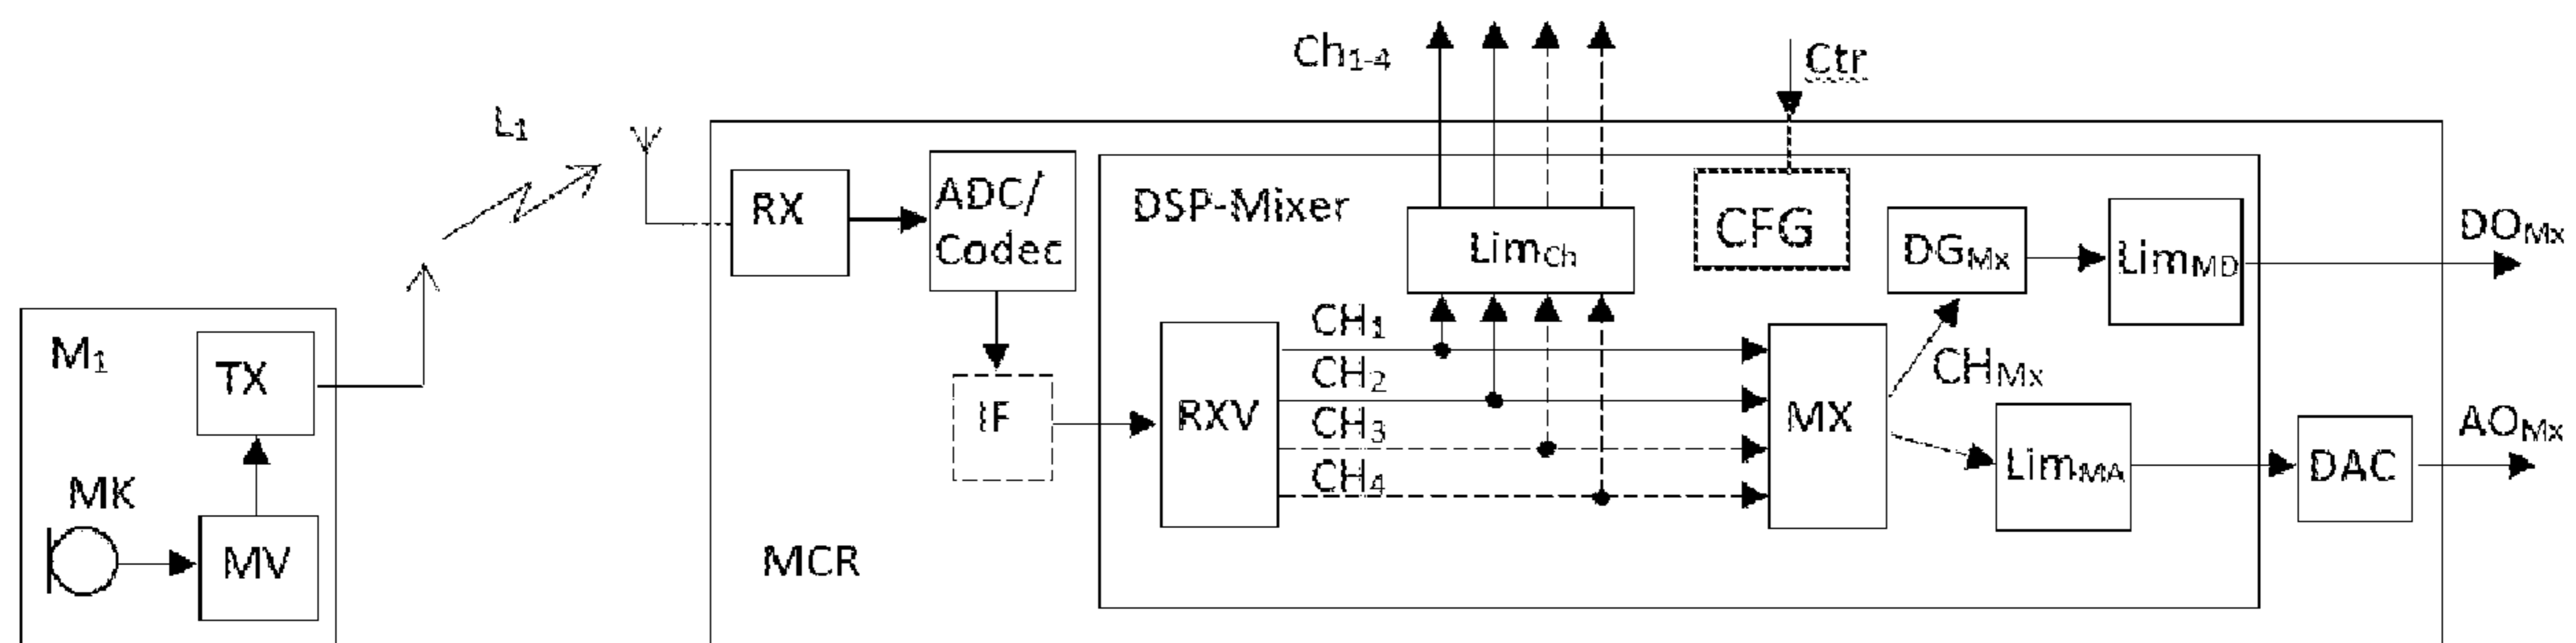 Ch1-4
Ctr
L1
RX
ADC/
Codec
DSP-Mixer
LimCh
CFG
DGMx
LimMD
DOMx
M1
TX
IF
RXV
CH1
CH2
CH3
CH4
MX
CHMx
LimMA
DAC
AOMx
MK
MV
MCR